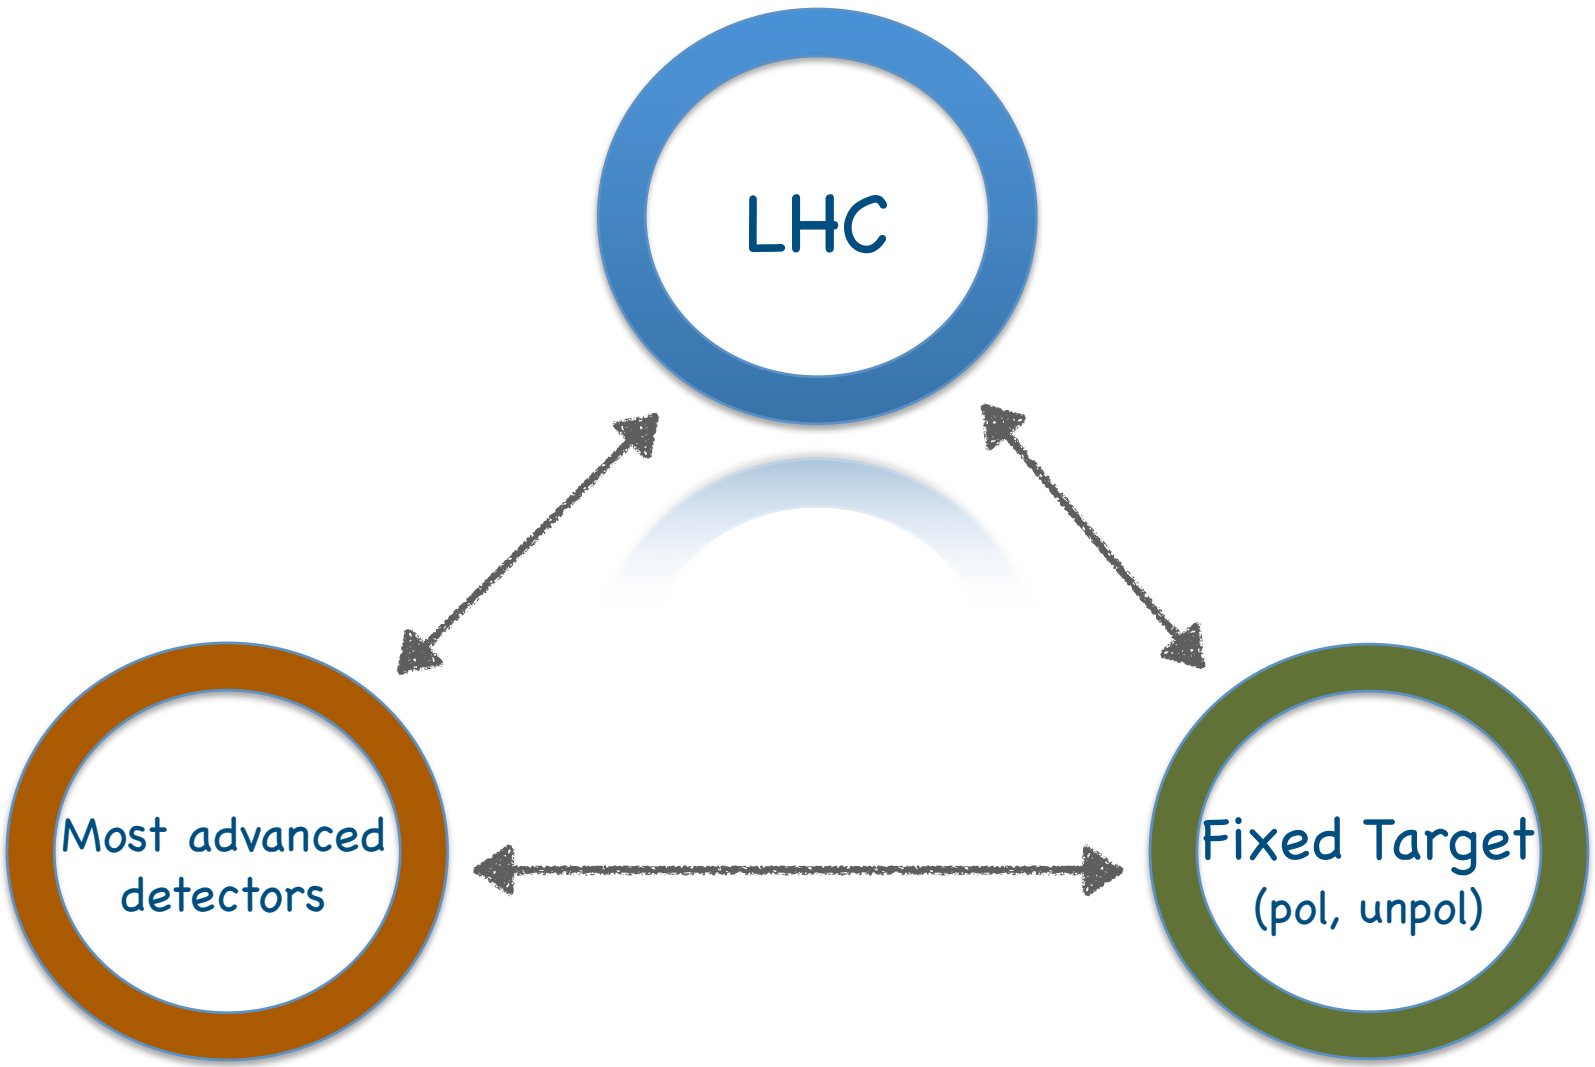 LHC
Most advanced
detectors
Fixed Target
(pol, unpol)